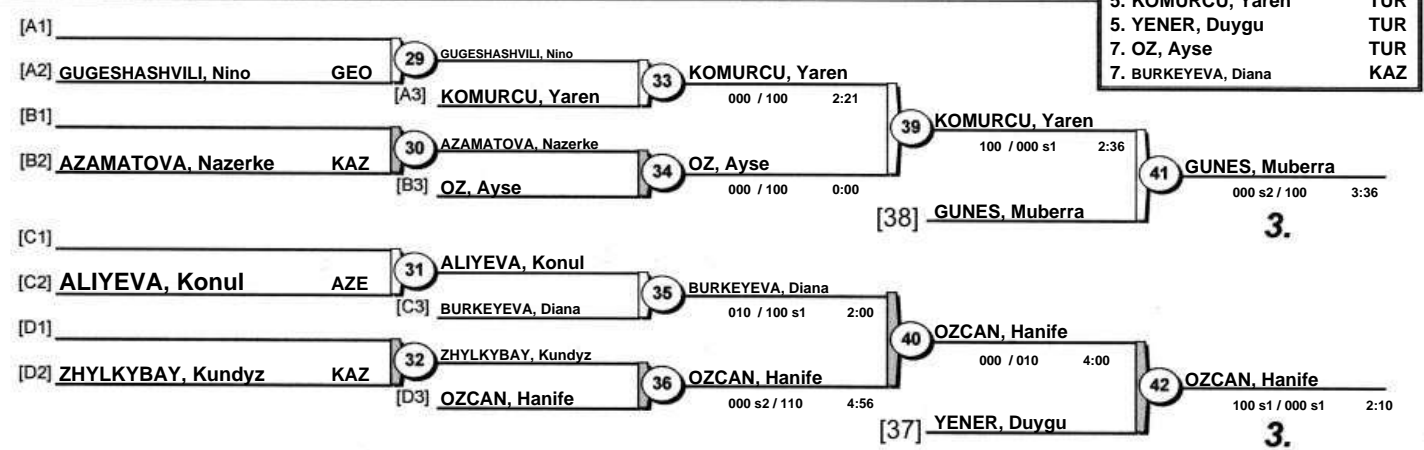 5. KOMURCU, Yaren TUR
5. YENER, Duygu TUR
7. OZ, Ayse TUR
7. BURKEYEVA, Diana KAZ
[A1]
[A2] GUGESHASHVILI, Nino GEO
29 GUGESHASHVILI, Nino
[A3] KOMURCU, Yaren
33 KOMURCU, Yaren
000 / 100 2:21
[B1]
[B2] AZAMATOVA, Nazerke KAZ
30 AZAMATOVA, Nazerke
[B3] OZ, Ayse
34 OZ, Ayse
000 / 100 0:00
39 KOMURCU, Yaren
100 / 000 s1 2:36
[38] GUNES, Muberra
41 GUNES, Muberra
000 s2 / 100 3:36
3.
[C1]
[C2] ALIYEVA, Konul AZE
31 ALIYEVA, Konul
[C3] BURKEYEVA, Diana
35 BURKEYEVA, Diana
010 / 100 s1 2:00
[D1]
[D2] ZHYLKYBAY, Kundyz KAZ
32 ZHYLKYBAY, Kundyz
[D3] OZCAN, Hanife
36 OZCAN, Hanife
000 s2 / 110 4:56
40 OZCAN, Hanife
000 / 010 4:00
[37] YENER, Duygu
42 OZCAN, Hanife
100 s1 / 000 s1 2:10
3.